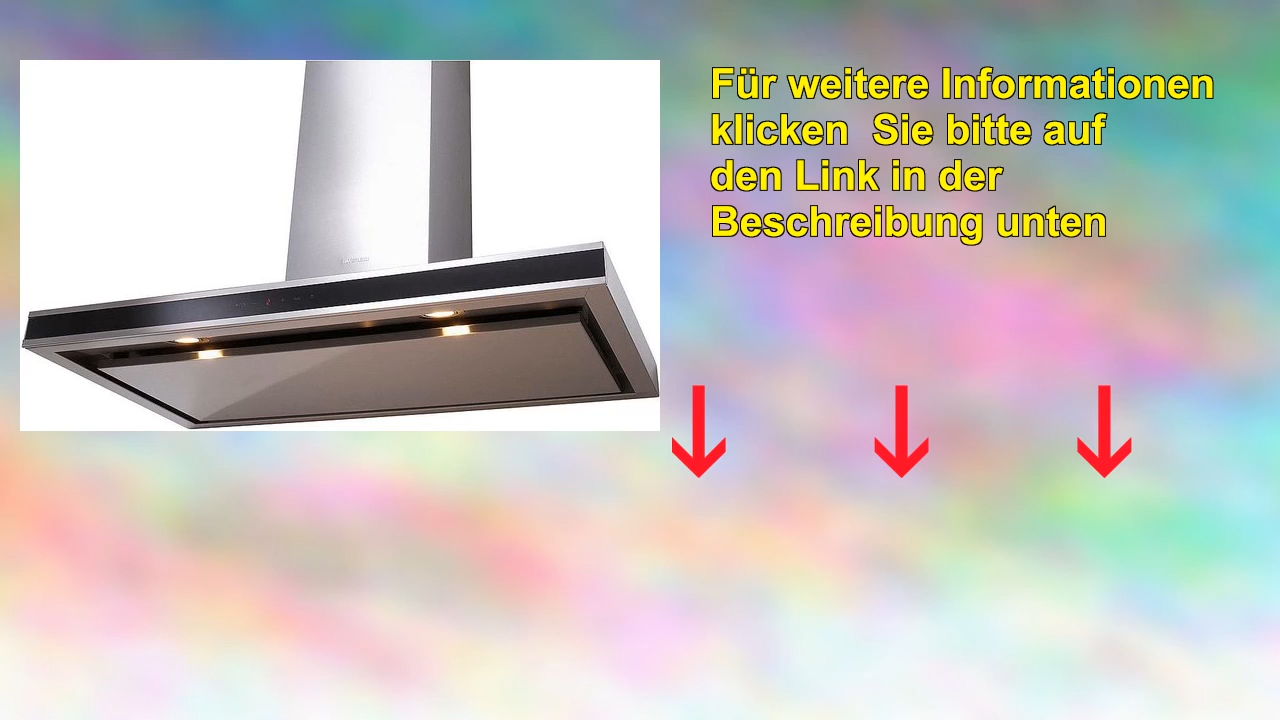 Für weitere Informationen
klicken  Sie bitte auf
den Link in der
Beschreibung unten